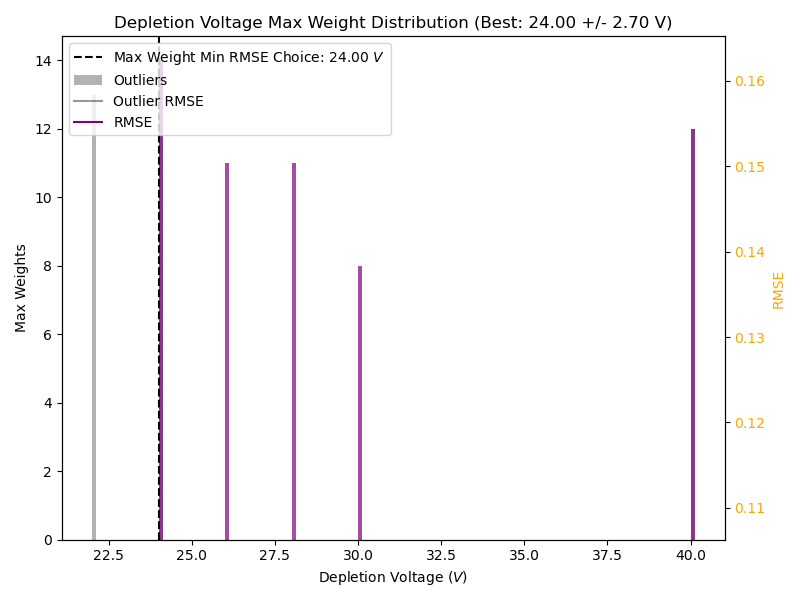 Depletion Voltage Max Weight Distribution (Best: 24.00 +/- 2.70 V)
Max Weight Min RMSE Choice: 24.00 V
Outliers
Outlier RMSE
RMSE
14
12
10
8
6
4
2
0
Max Weights
0.16
0.15
0.14
0.13
0.12
0.11
RMSE
22.5 25.0 27.5 30.0 32.5 35.0 37.5 40.0
Depletion Voltage (V)